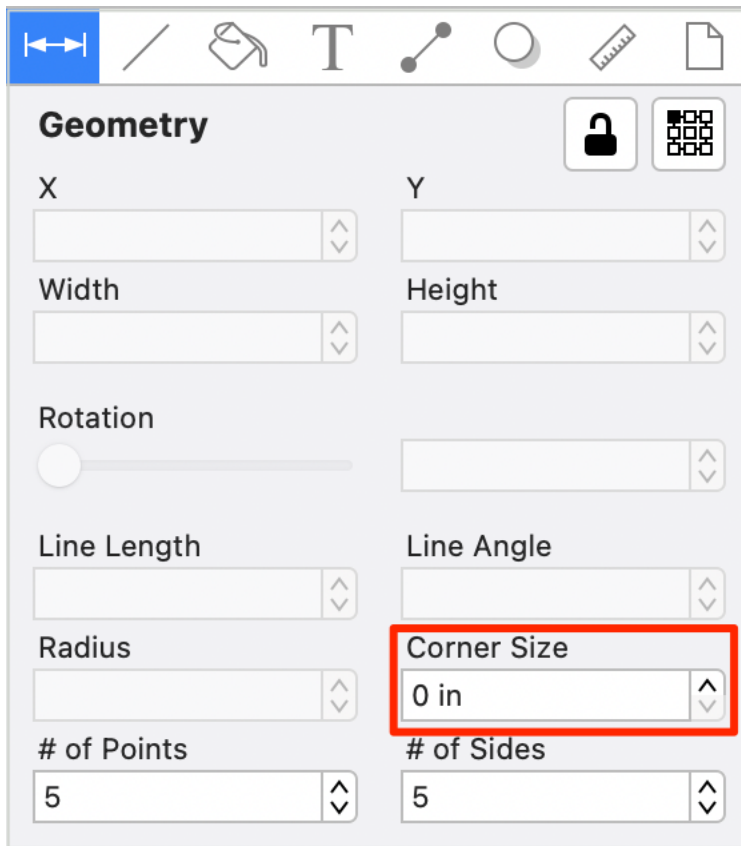 T
Geometry
X
Y
Width
Height
Rotation
Line Length
Line Angle
Radius
Corner Size
0 in
# of Points
# of Sides
5
5